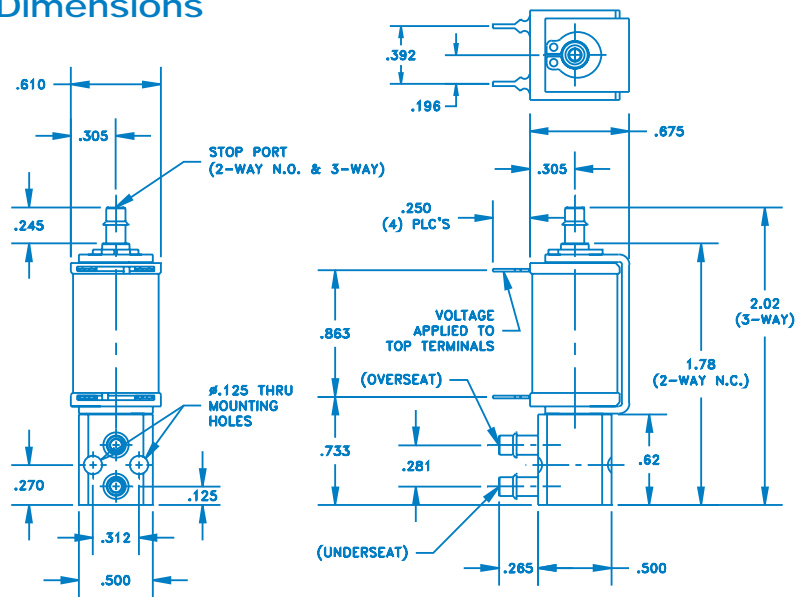 Dimensions
.392
.196
.610
.305
STOP PORT
(2-WAY N.O. & 3-WAY)
.245
.675
.305
.250
(4) PLC'S
VOLTAGE
APPLIED TO
TOP TERMINALS
2.02
(3-WAY)
1.78
(2-WAY N.C.)
.863
(OVERSEAT)
ø.125 THRU
MOUNTING
HOLES
.733
.281
.62
.270
.125
.312
(UNDERSEAT)
.500
.265
.500